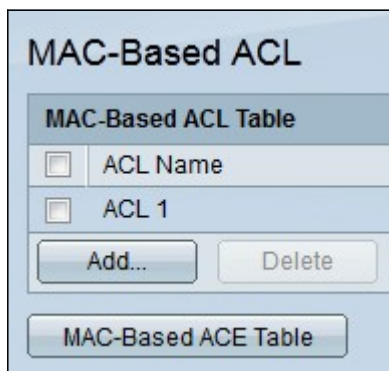 MAC-Based ACL
MAC-Based ACL Table
ACL Name
ACL 1
Add... Delete
MAC-Based ACE Table